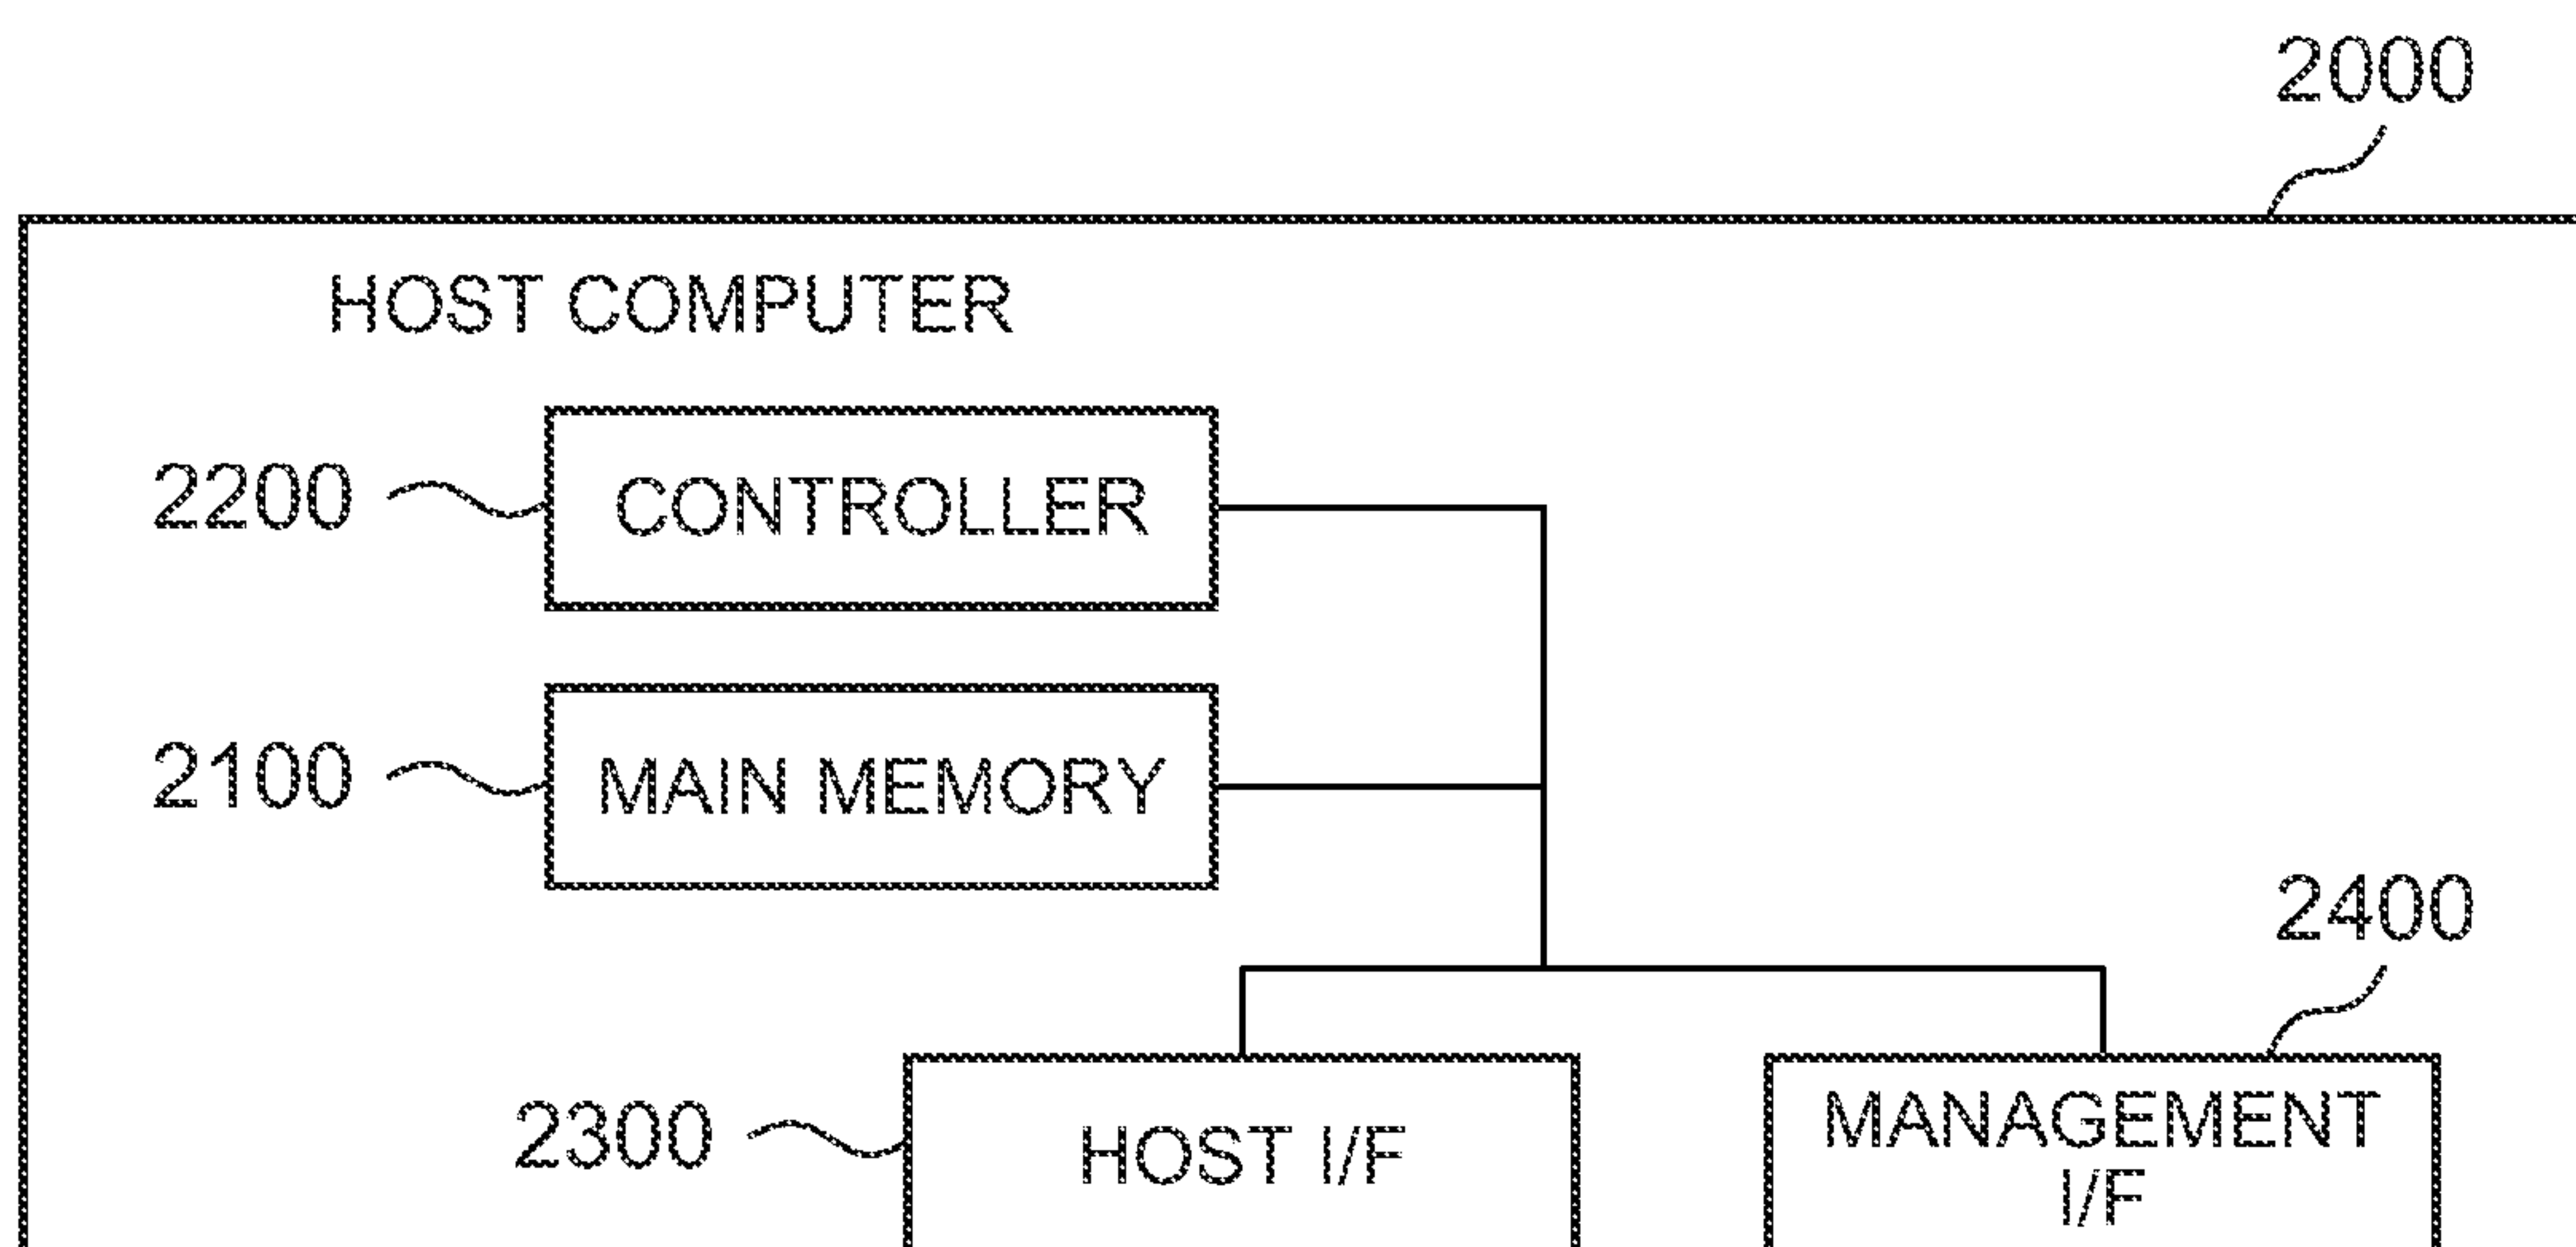 2000
HOST COMPUTER
2200
CONTROLLER
2100
MAIN MEMORY
2400
2300
HOST I/F
MANAGEMENT
I/F